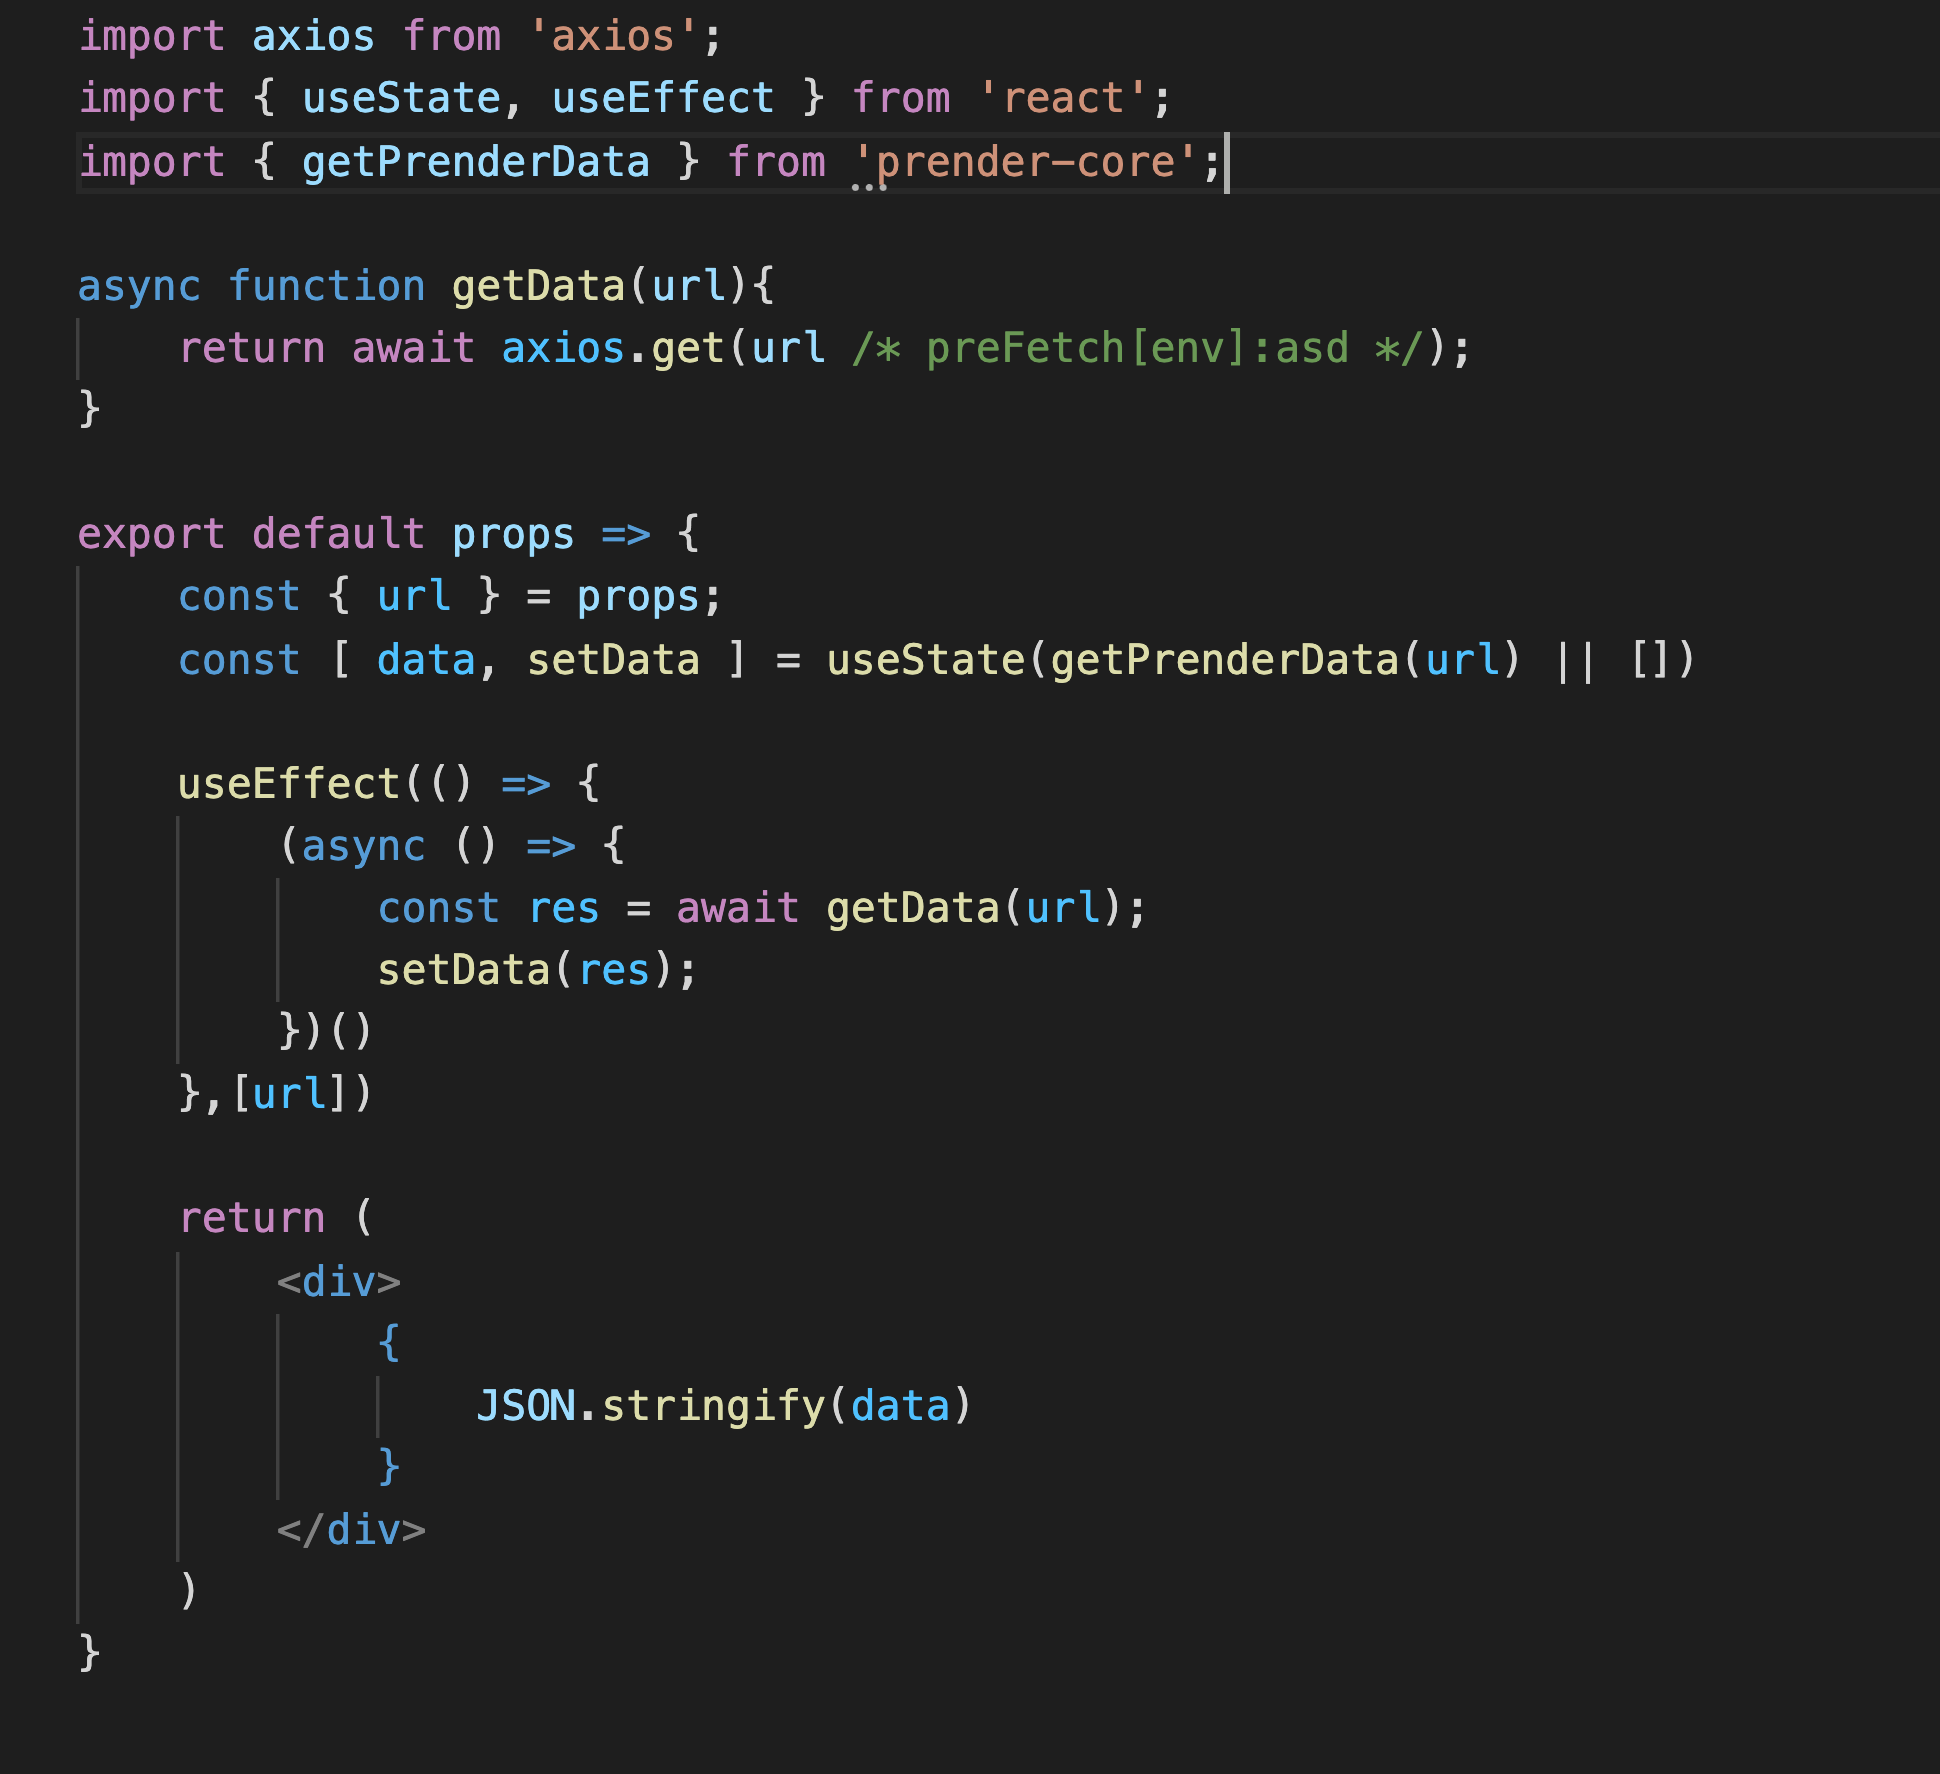 import axios from 'axios';
import { useState, useEffect } from 'react';
import { getPrenderData } from 'prender-core';
async function getData(url){
    return await axios.get(url /* preFetch[env]:asd */);
}
export default props => {
    const { url } = props;
    const [ data, setData ] = useState(getPrenderData(url) || [])
    useEffect(() => {
        (async () => {
            const res = await getData(url);
            setData(res);
        })()
    },[url])
    return (
        <div>
            {
                JSON.stringify(data)
            }
        </div>
    )
}